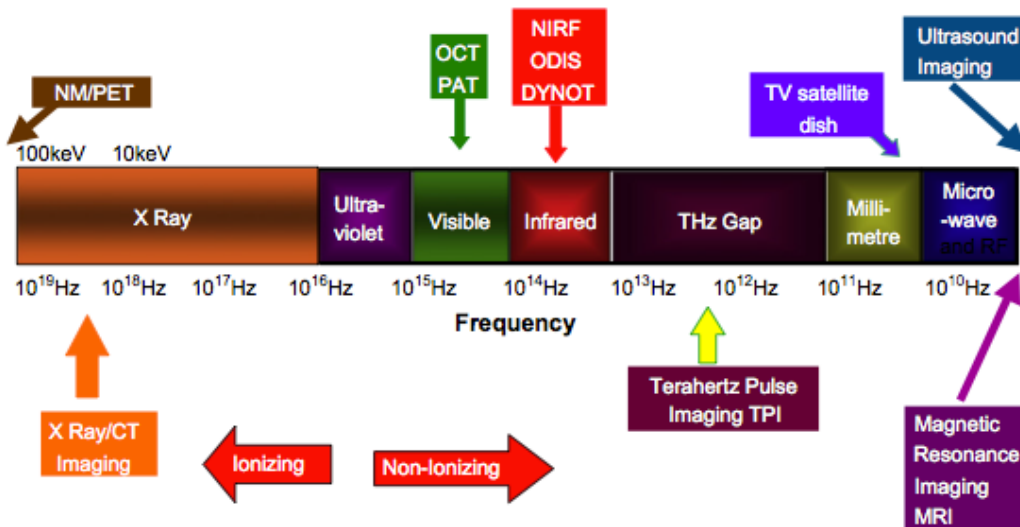 NM/PET
OCT
PAT
NIRF
ODIS
DYNOT
TV satellite
dish
Ultrasound
Imaging
100keV 10keV
X Ray
Ultra-
violet
Visible
Infrared
THz Gap
Milli-
metre
Micro
-wave
and RF
10¹⁹Hz 10¹⁸Hz 10¹⁷Hz 10¹⁶Hz 10¹⁵Hz 10¹⁴Hz 10¹³Hz 10¹²Hz 10¹¹Hz 10¹⁰Hz
Frequency
X Ray/CT
Imaging
Ionizing
Non-Ionizing
Terahertz Pulse
Imaging TPI
Magnetic
Resonance
Imaging
MRI